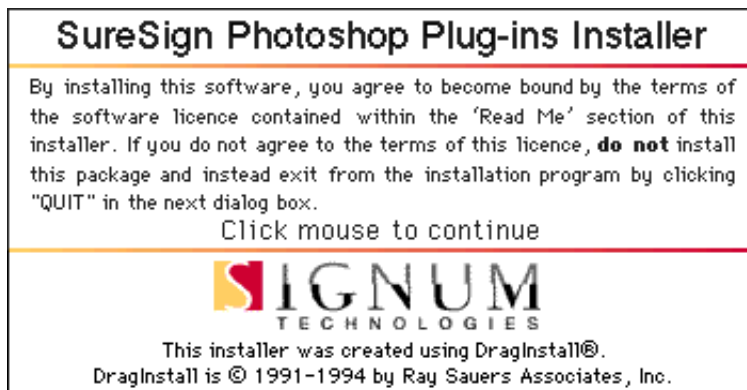 SureSign Photoshop Plug-ins Installer
By installing this software, you agree to become bound by the terms of
the software licence contained within the 'Read Me' section of this
installer. If you do not agree to the terms of this licence, do not install
this package and instead exit from the installation program by clicking
"QUIT" in the next dialog box.
Click mouse to continue
SIGNUM
TECHNOLOGIES
This installer was created using DragInstall®.
DragInstall is © 1991-1994 by Ray Sauers Associates, Inc.